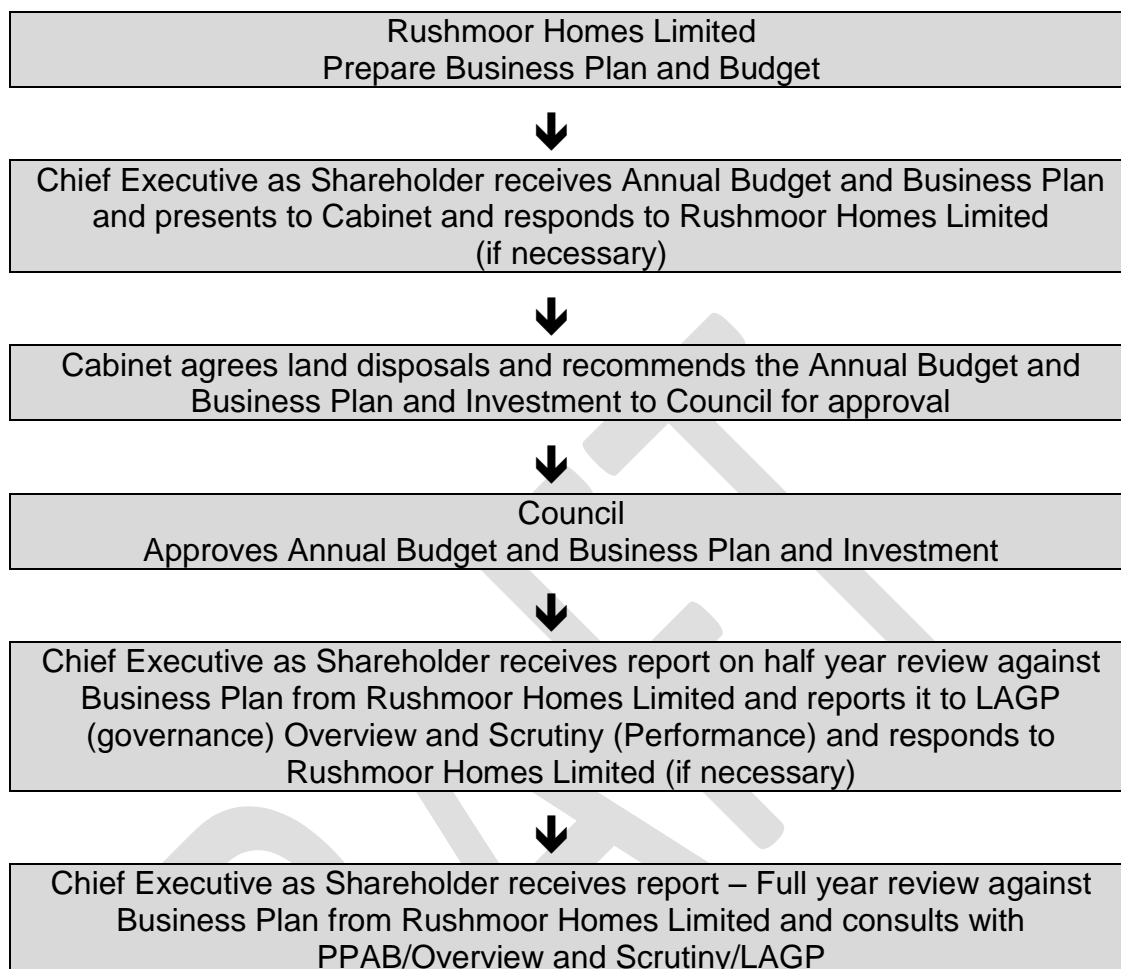 Rushmoor Homes Limited
Prepare Business Plan and Budget
Chief Executive as Shareholder receives Annual Budget and Business Plan
and presents to Cabinet and responds to Rushmoor Homes Limited
(if necessary)
Cabinet agrees land disposals and recommends the Annual Budget and
Business Plan and Investment to Council for approval
Council
Approves Annual Budget and Business Plan and Investment
Chief Executive as Shareholder receives report on half year review against
Business Plan from Rushmoor Homes Limited and reports it to LAGP
(governance) Overview and Scrutiny (Performance) and responds to
Rushmoor Homes Limited (if necessary)
Chief Executive as Shareholder receives report – Full year review against
Business Plan from Rushmoor Homes Limited and consults with
PPAB/Overview and Scrutiny/LAGP
DRAFT